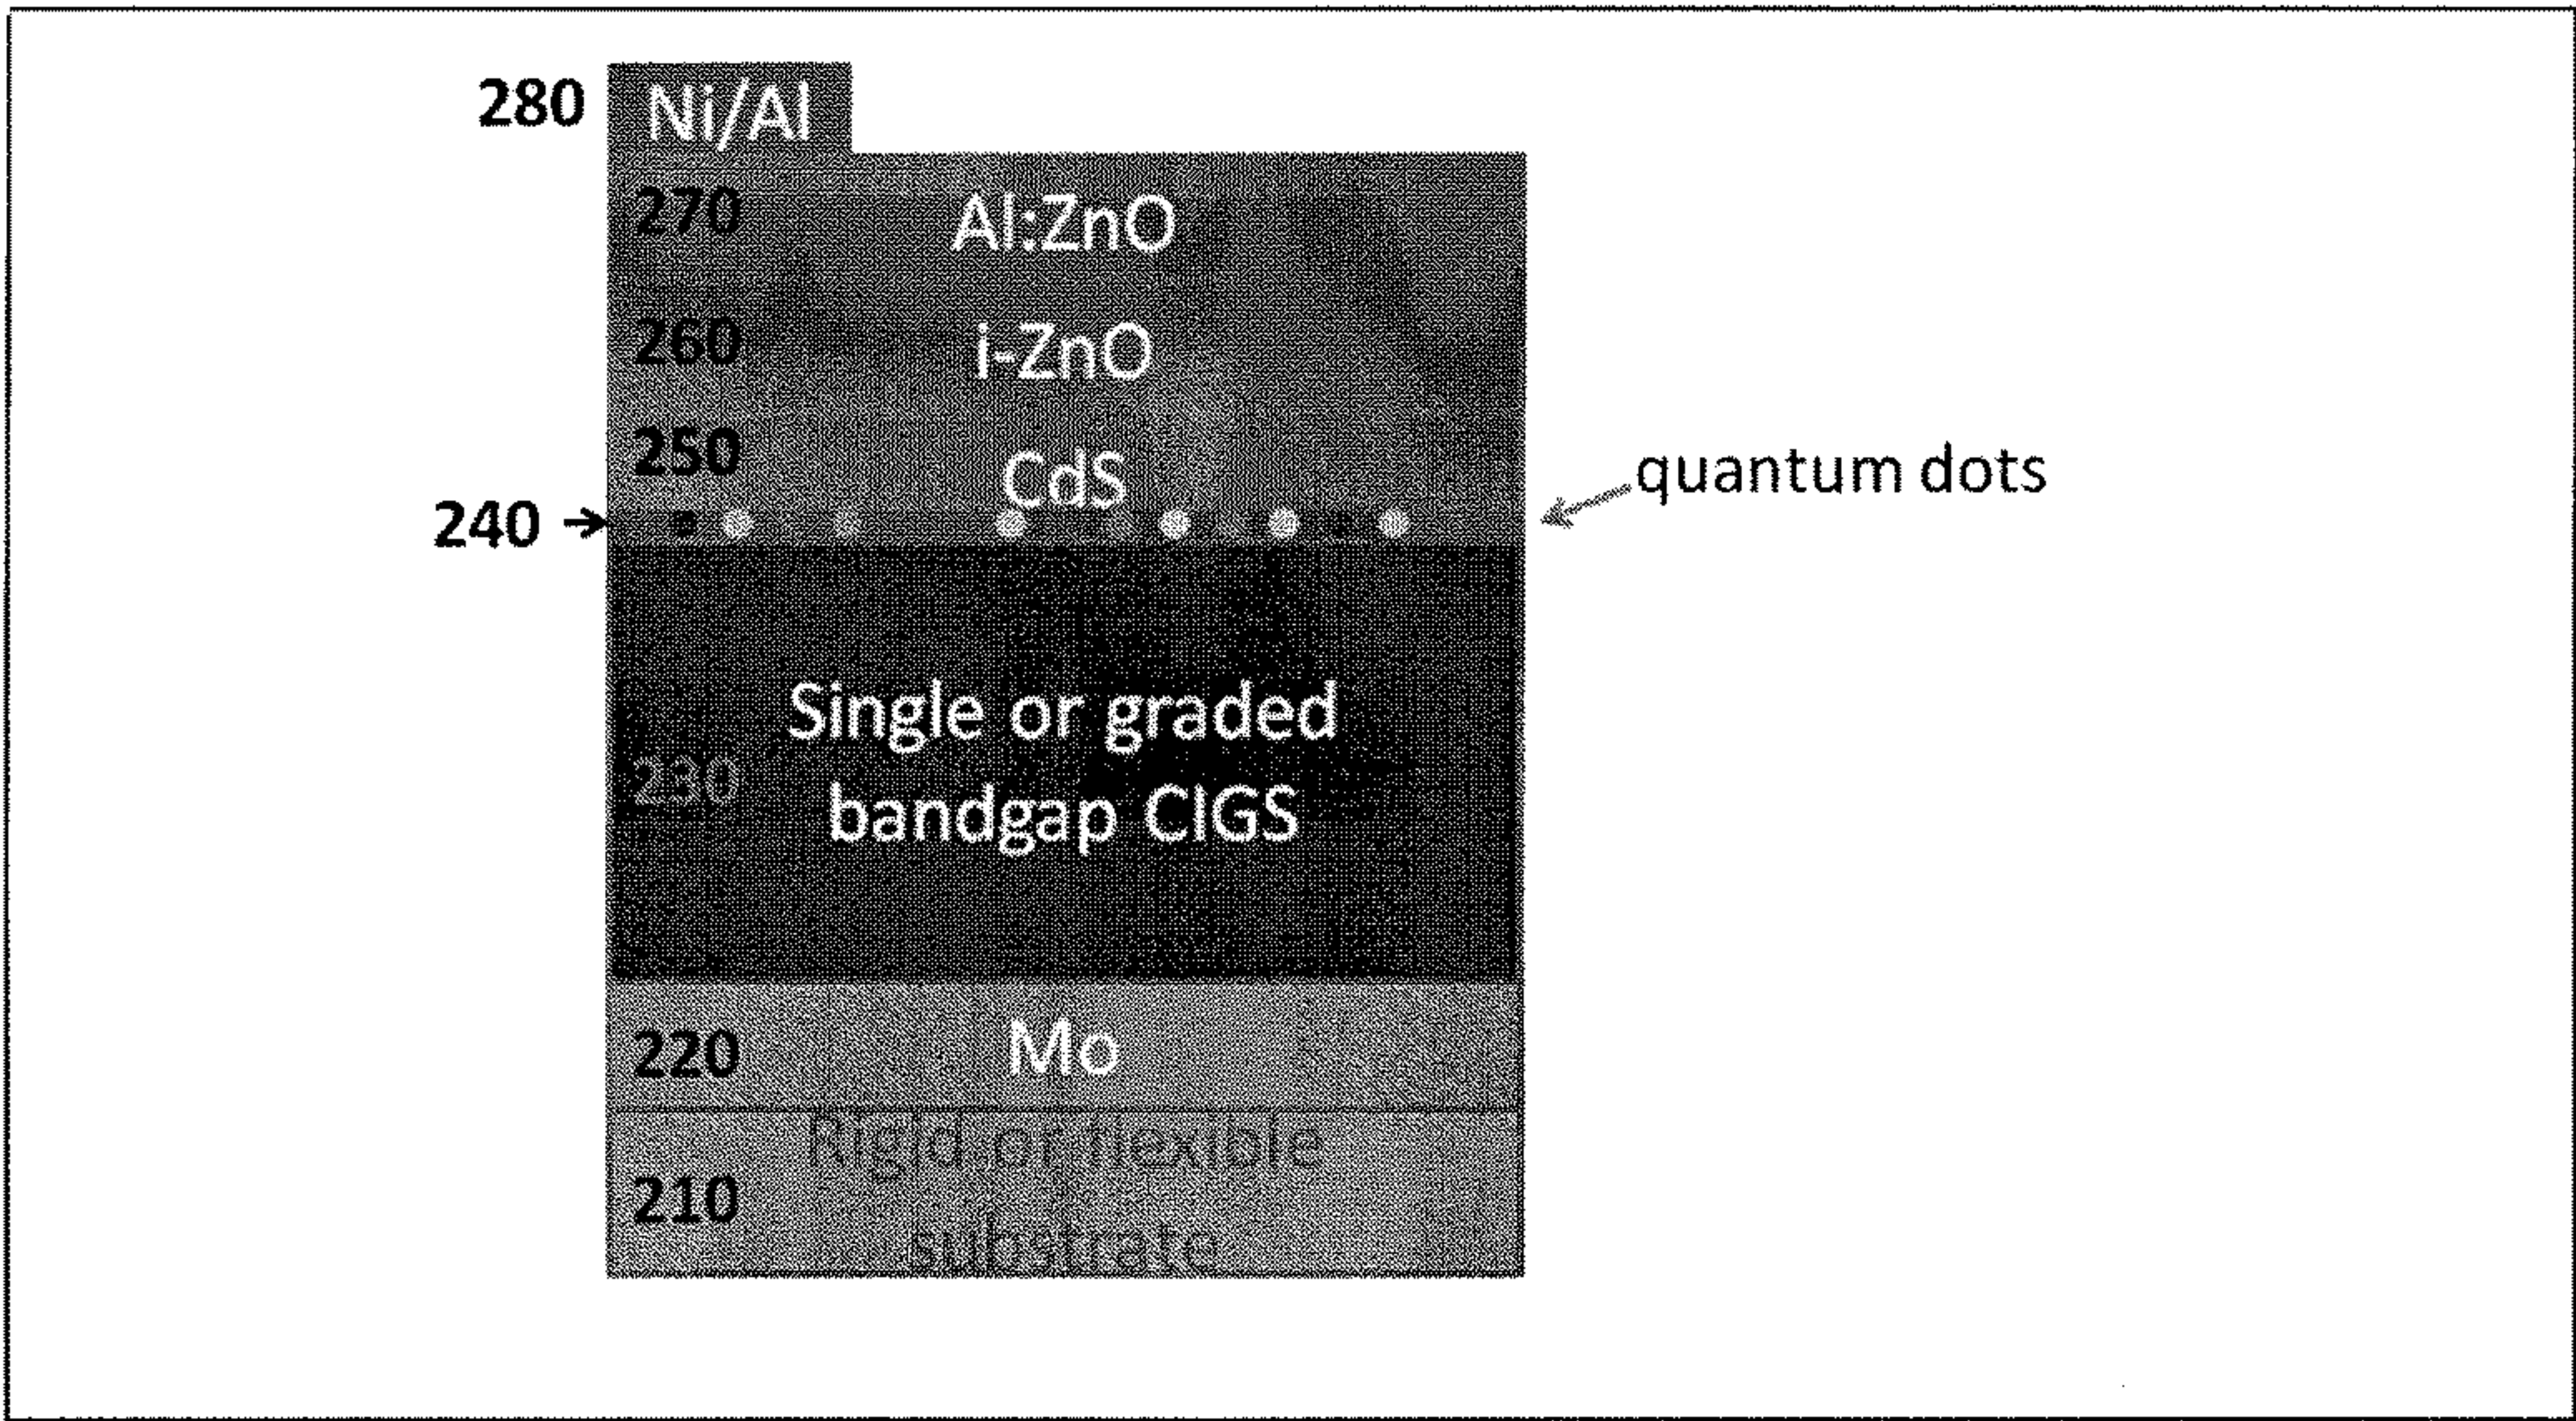 280 Ni/Al
270 Al:ZnO
260 i-ZnO
250 CdS
240
quantum dots
Single or graded
230
bandgap CIGS
220 Mo
Rigid or flexible
210
substrate